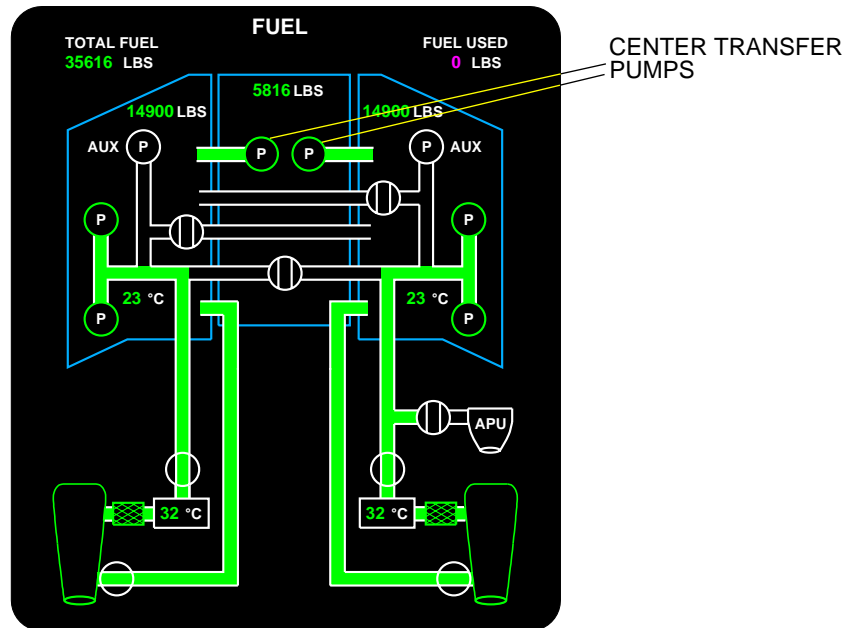 FUEL
TOTAL FUEL
35616 LBS
FUEL USED
0 LBS
CENTER TRANSFER
PUMPS
5816 LBS
14900 LBS
14900 LBS
AUX P
P
P
P AUX
P
P
23 °C
23 °C
P
P
APU
32 °C
32 °C